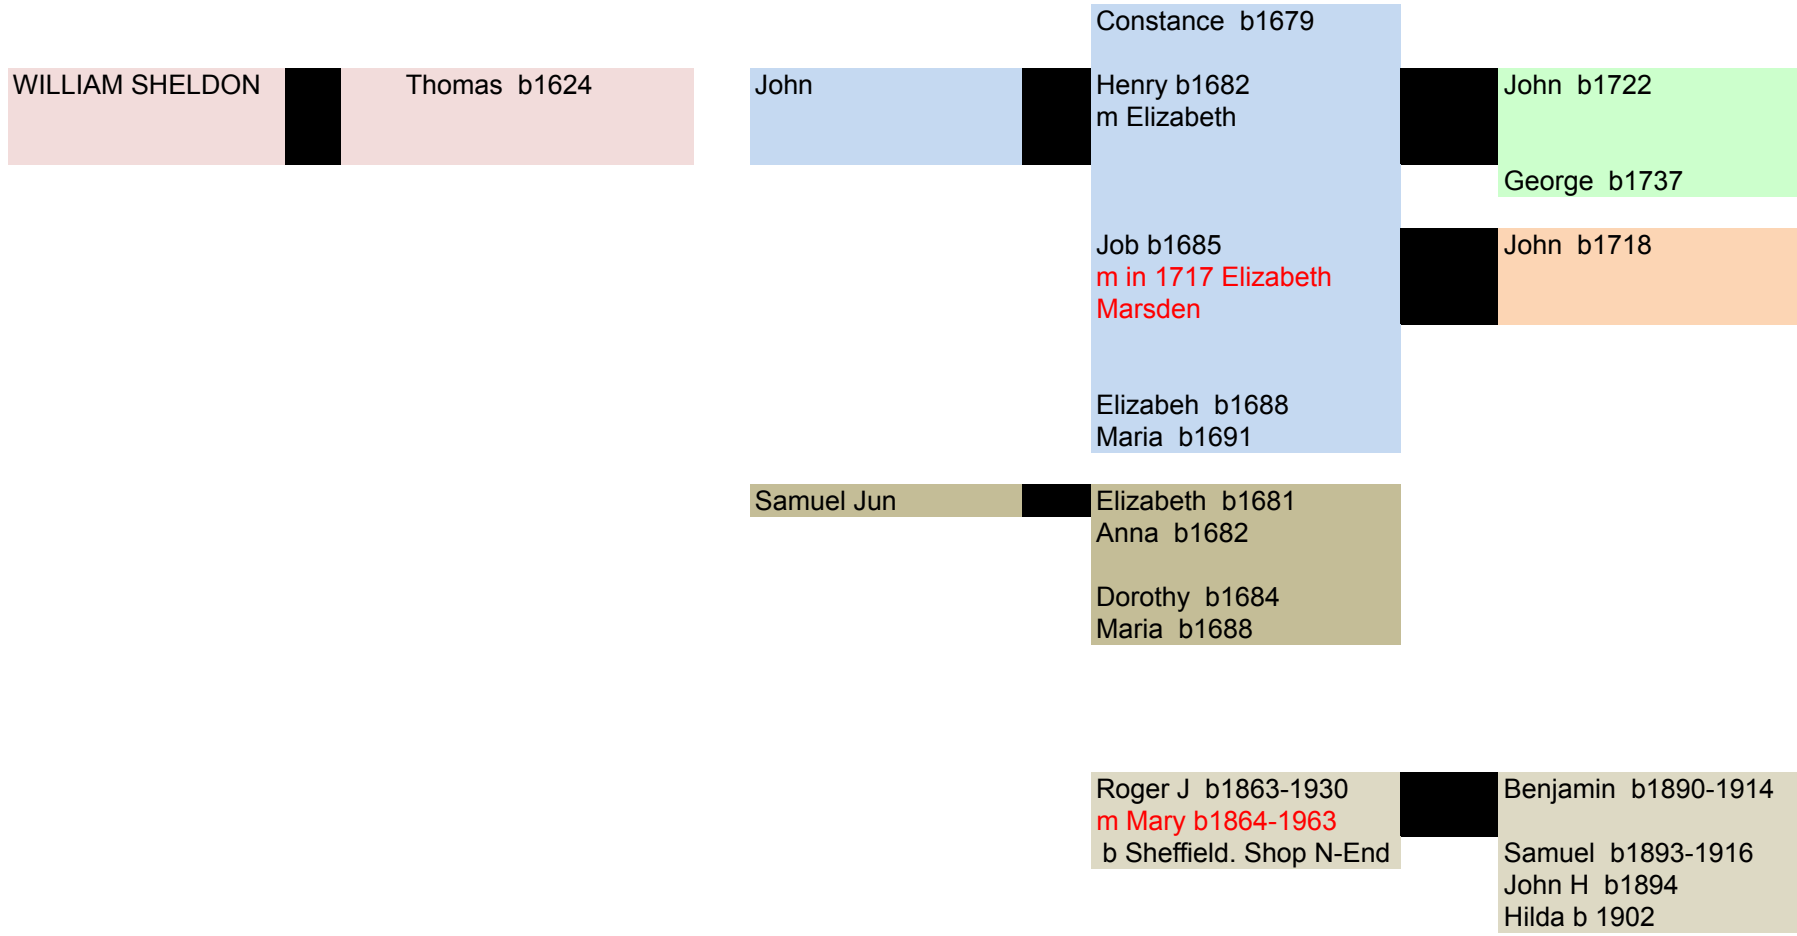 Constance b1679
WILLIAM SHELDON
Thomas b1624
John
Henry b1682
m Elizabeth
John b1722
George b1737
Job b1685
m in 1717 Elizabeth
Marsden
John b1718
Elizabeh b1688
Maria b1691
Samuel Jun
Elizabeth b1681
Anna b1682
Dorothy b1684
Maria b1688
Roger J b1863-1930
m Mary b1864-1963
b Sheffield. Shop N-End
Benjamin b1890-1914
Samuel b1893-1916
John H b1894
Hilda b 1902